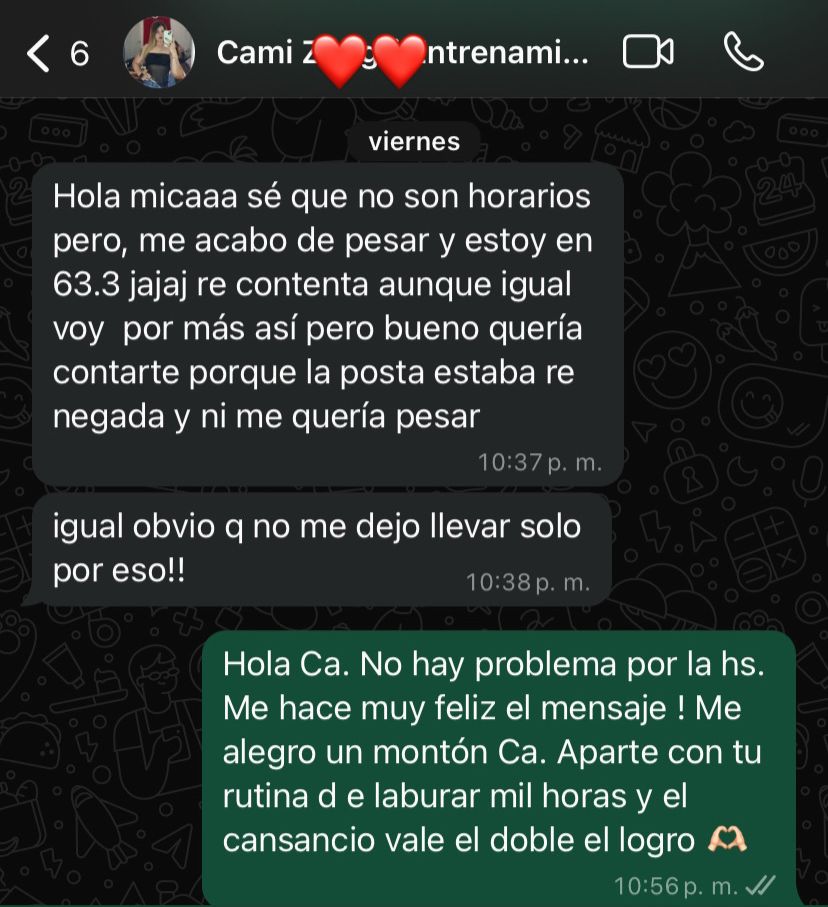 6
Cami Z g ntrenami...
viernes
Hola micaaa sé que no son horarios
pero, me acabo de pesar y estoy en
63.3 jajaj re contenta aunque igual
voy por más así pero bueno quería
contarte porque la posta estaba re
negada y ni me quería pesar
10:37 p. m.
igual obvio q no me dejo llevar solo
por eso!!
10:38 p. m.
Hola Ca. No hay problema por la hs.
Me hace muy feliz el mensaje ! Me
alegro un montón Ca. Aparte con tu
rutina d e laburar mil horas y el
cansancio vale el doble el logro 🫶🏻
10:56 p. m.